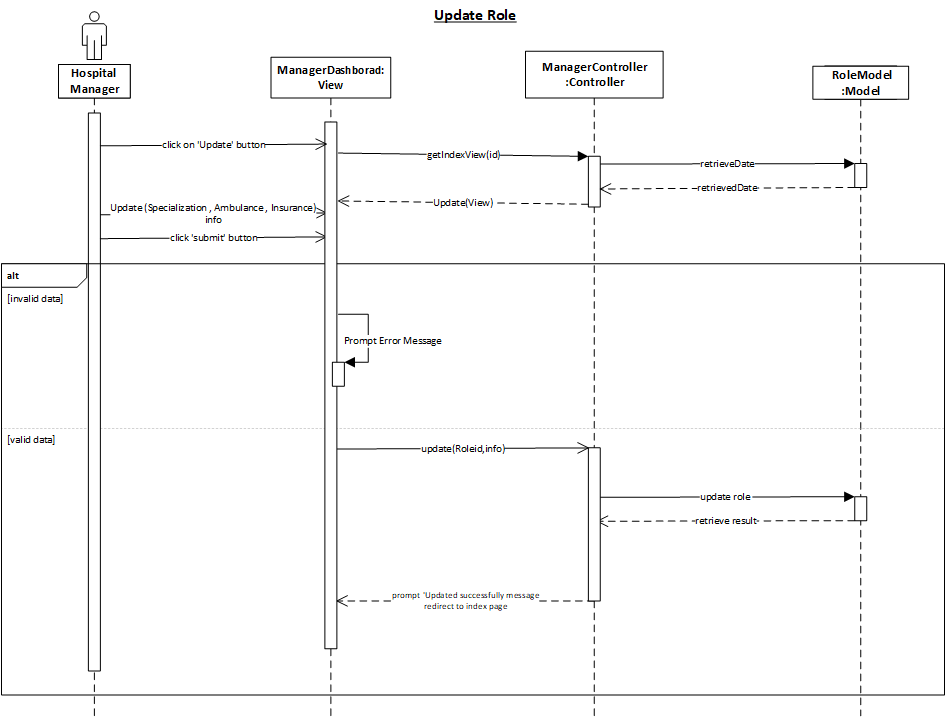 Update Role
Hospital
Manager
ManagerDashborad:
View
ManagerController
:Controller
RoleModel
:Model
click on 'Update' button
getIndexView(id)
retrieveDate
retrievedDate
Update(View)
Update (Specialization , Ambulance , Insurance)
info
click 'submit' button
alt
[invalid data]
Prompt Error Message
[valid data]
update(Roleid,info)
update role
retrieve result
prompt 'Updated successfully message
redirect to index page